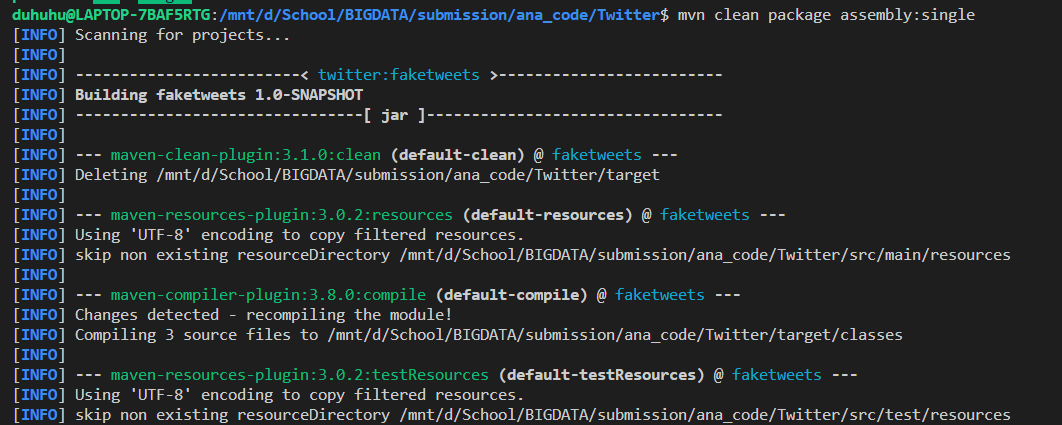 duhuhu@LAPTOP-7BAF5RTG:/mnt/d/School/BIGDATA/submission/ana_code/Twitter$ mvn clean package assembly:single
[INFO] Scanning for projects...
[INFO]
[INFO] -------------------------< twitter:faketweets >-------------------------
[INFO] Building faketweets 1.0-SNAPSHOT
[INFO] --------------------------------[ jar ]---------------------------------
[INFO]
[INFO] --- maven-clean-plugin:3.1.0:clean (default-clean) @ faketweets ---
[INFO] Deleting /mnt/d/School/BIGDATA/submission/ana_code/Twitter/target
[INFO]
[INFO] --- maven-resources-plugin:3.0.2:resources (default-resources) @ faketweets ---
[INFO] Using 'UTF-8' encoding to copy filtered resources.
[INFO] skip non existing resourceDirectory /mnt/d/School/BIGDATA/submission/ana_code/Twitter/src/main/resources
[INFO]
[INFO] --- maven-compiler-plugin:3.8.0:compile (default-compile) @ faketweets ---
[INFO] Changes detected - recompiling the module!
[INFO] Compiling 3 source files to /mnt/d/School/BIGDATA/submission/ana_code/Twitter/target/classes
[INFO]
[INFO] --- maven-resources-plugin:3.0.2:testResources (default-testResources) @ faketweets ---
[INFO] Using 'UTF-8' encoding to copy filtered resources.
[INFO] skip non existing resourceDirectory /mnt/d/School/BIGDATA/submission/ana_code/Twitter/src/test/resources